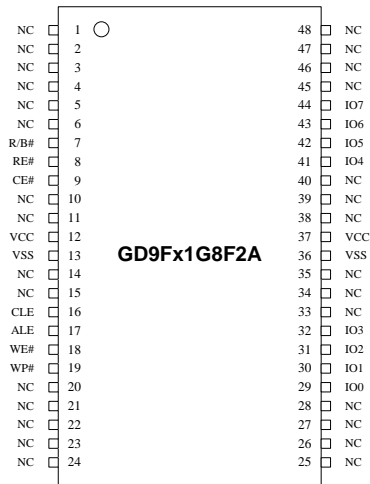 NC 1 48 NC
NC 2 47 NC
NC 3 46 NC
NC 4 45 NC
NC 5 44 IO7
NC 6 43 IO6
R/B# 7 42 IO5
RE# 8 41 IO4
CE# 9 40 NC
NC 10 39 NC
NC 11 38 NC
VCC 12 37 VCC
VSS 13 GD9Fx1G8F2A 36 VSS
NC 14 35 NC
NC 15 34 NC
CLE 16 33 NC
ALE 17 32 IO3
WE# 18 31 IO2
WP# 19 30 IO1
NC 20 29 IO0
NC 21 28 NC
NC 22 27 NC
NC 23 26 NC
NC 24 25 NC